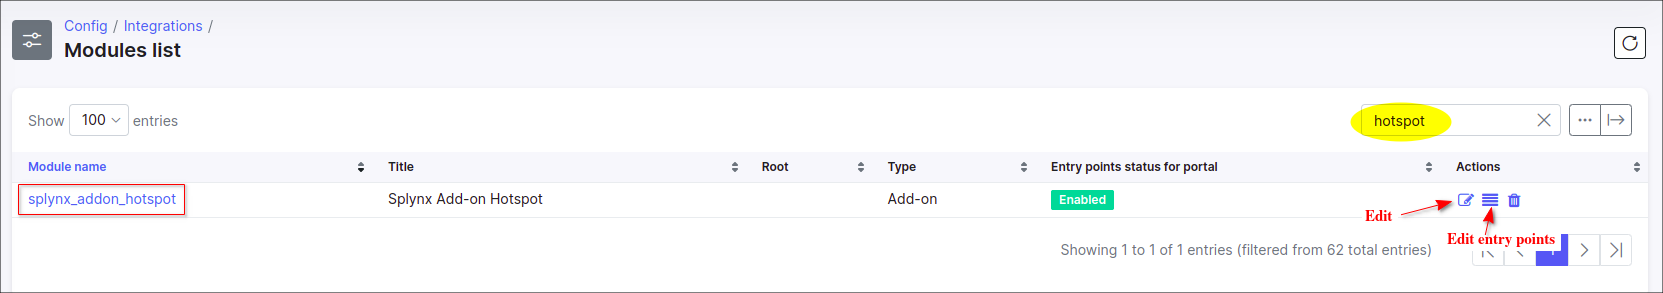 Config / Integrations /
Modules list
Show 100 entries
hotspot
Module name Title Root Type Entry points status for portal Actions
splynx_addon_hotspot Splynx Add-on Hotspot Add-on Enabled
Edit
Edit entry points
Showing 1 to 1 of 1 entries (filtered from 62 total entries)